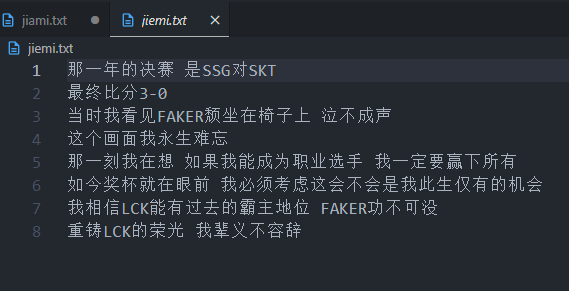 jiami.txt
jiemi.txt
jiemi.txt
1 那一年的决赛 是SSG对SKT
2 最终比分3-0
3 当时我看见FAKER颓坐在椅子上 泣不成声
4 这个画面我永生难忘
5 那一刻我在想 如果我能成为职业选手 我一定要赢下所有
6 如今奖杯就在眼前 我必须考虑这会不会是我此生仅有的机会
7 我相信LCK能有过去的霸主地位 FAKER功不可没
8 重铸LCK的荣光 我辈义不容辞